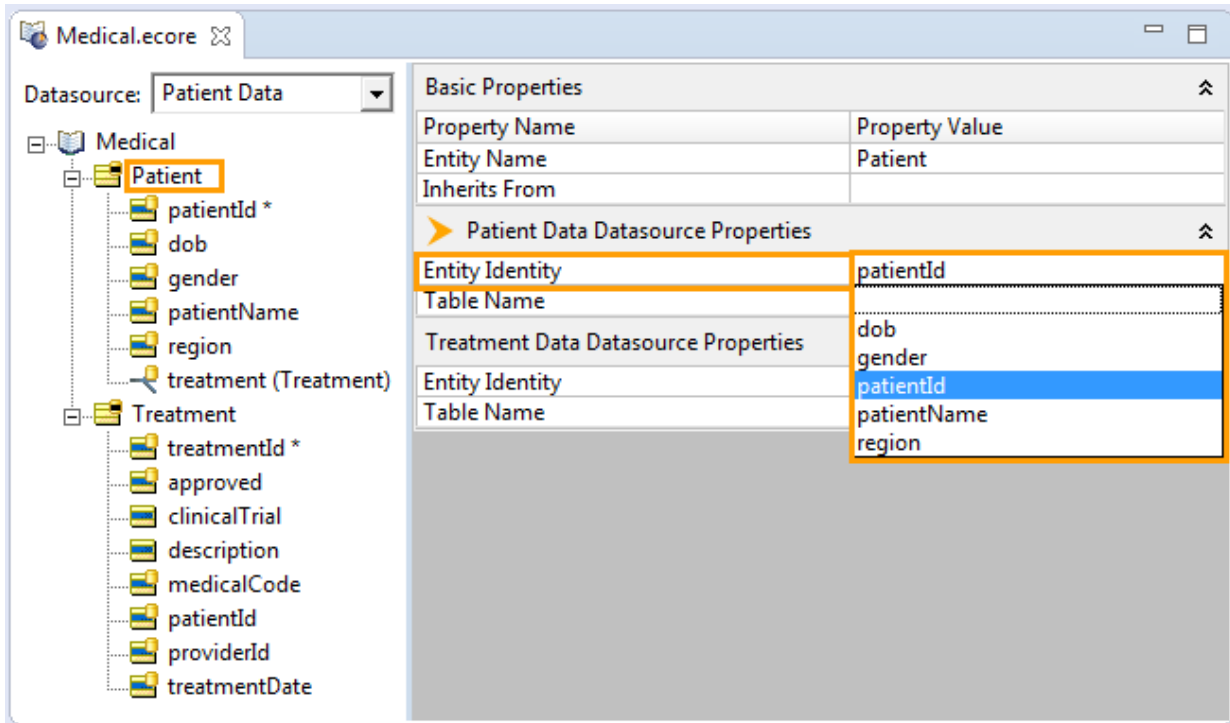 Medical.ecore
Datasource: Patient Data
Medical
Patient
patientId *
dob
gender
patientName
region
treatment (Treatment)
Treatment
treatmentId *
approved
clinicalTrial
description
medicalCode
patientId
providerId
treatmentDate
Basic Properties
Property Name Property Value
Entity Name Patient
Inherits From
Patient Data Datasource Properties
Entity Identity patientId
Table Name
Treatment Data Datasource Properties
Entity Identity
Table Name
dob
gender
patientId
patientName
region